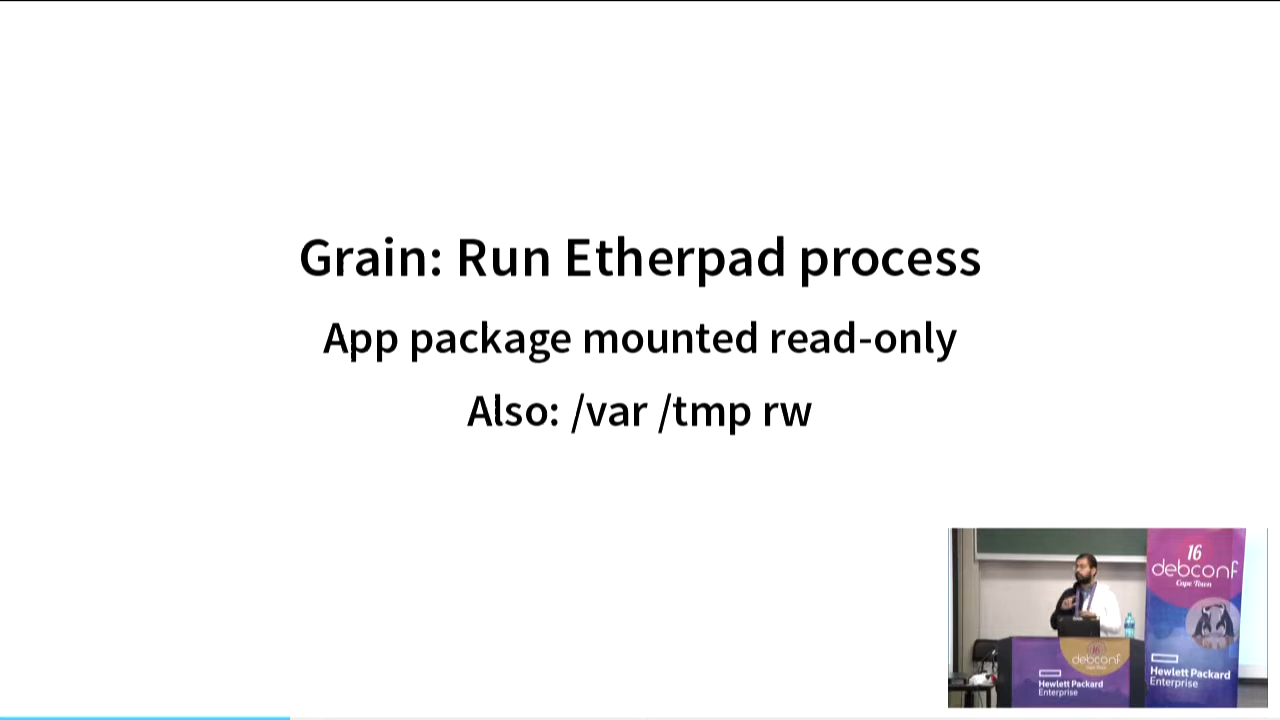 Grain: Run Etherpad process
App package mounted read-only
Also: /var /tmp rw
16
debconf
Cape Town
Hewlett Packard
Enterprise
16
debconf
Hewlett Packard
Enterprise